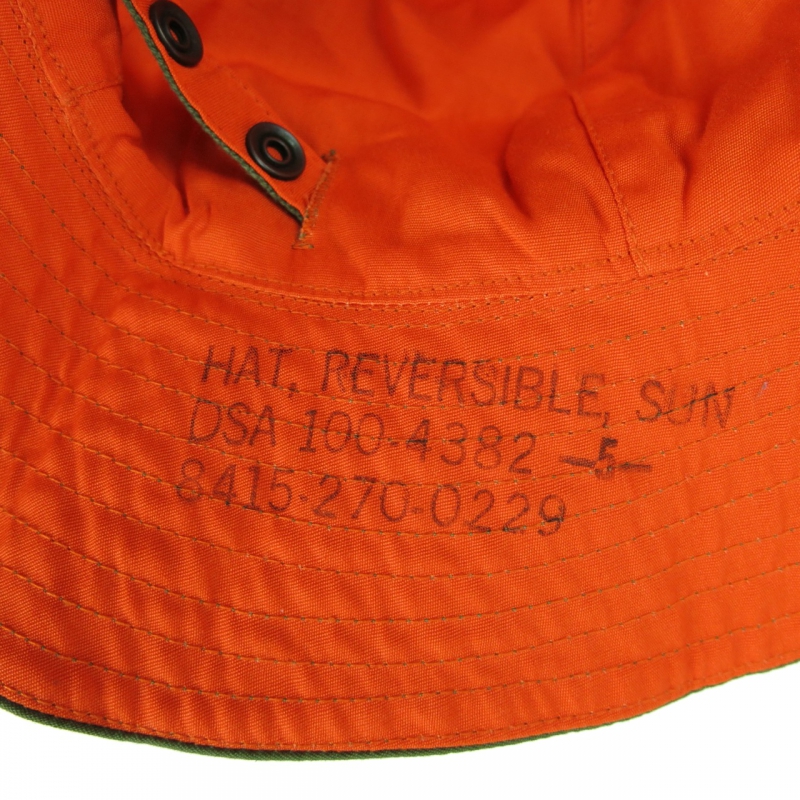 HAT, REVERSIBLE, SUN
DSA 100-4382 -5-
8415-270-0229